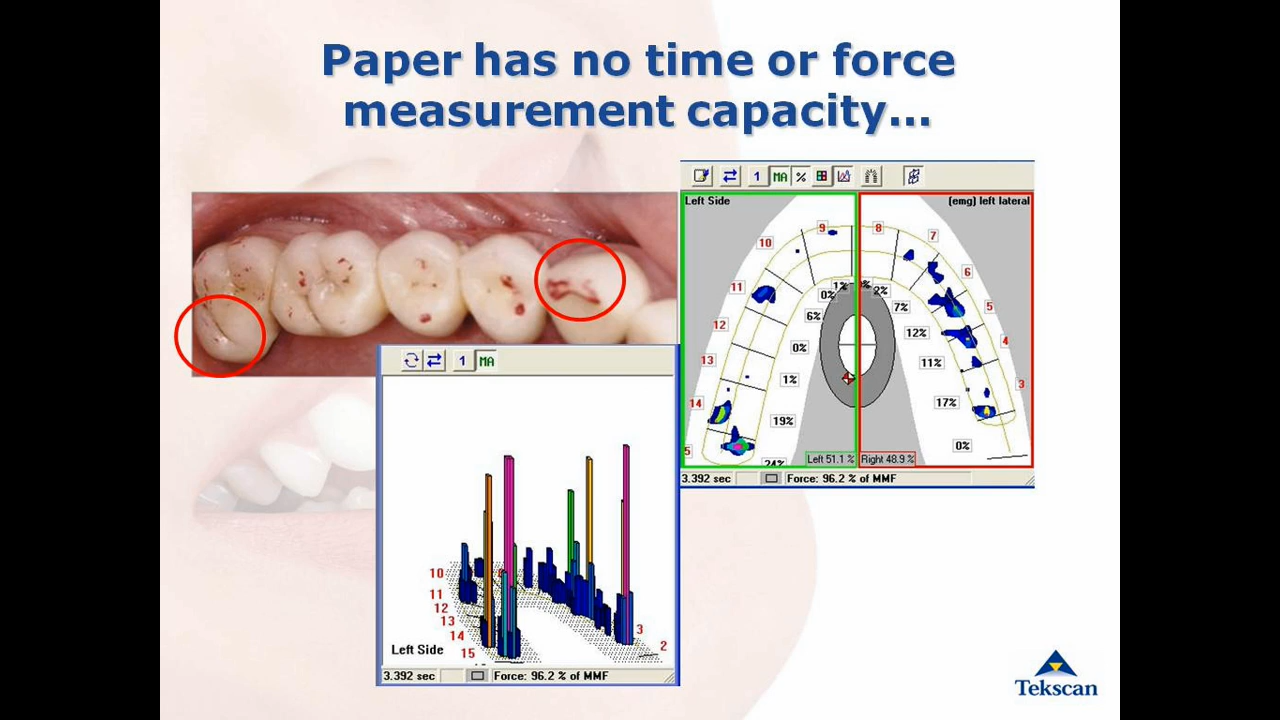 Paper has no time or force
measurement capacity...
1 MA %
Left Side
(emg) left lateral
9
8
10
7
6
11
1%
2%
0%
5
7%
6%
12
12%
4
0%
13
11%
1%
3
14
17%
19%
0%
5
24%
Left 51.1 %
Right 48.9 %
3.392 sec
Force: 96.2 % of MMF
1 MA
10
11
12
13
14
15
3
2
Left Side
3.392 sec
Force: 96.2 % of MMF
Tekscan